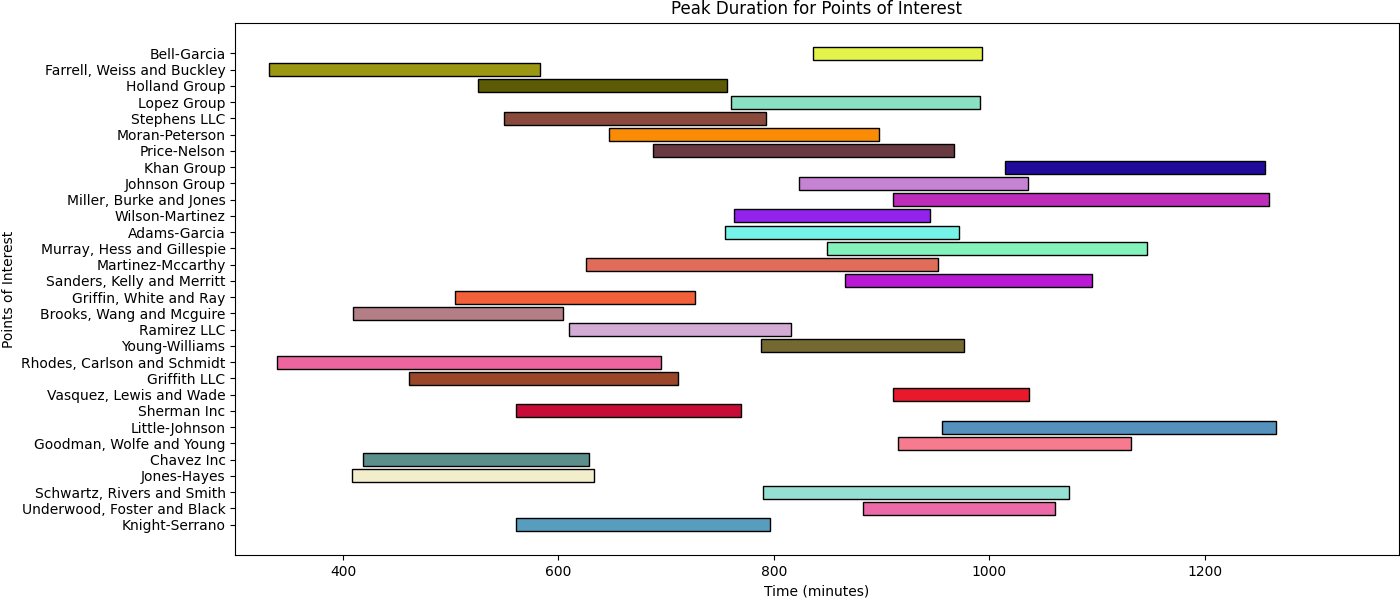 Peak Duration for Points of Interest
Bell-Garcia
Farrell, Weiss and Buckley
Holland Group
Lopez Group
Stephens LLC
Moran-Peterson
Price-Nelson
Khan Group
Johnson Group
Miller, Burke and Jones
Wilson-Martinez
Adams-Garcia
Murray, Hess and Gillespie
Martinez-Mccarthy
Sanders, Kelly and Merritt
Griffin, White and Ray
Brooks, Wang and Mcguire
Ramirez LLC
Young-Williams
Rhodes, Carlson and Schmidt
Griffith LLC
Vasquez, Lewis and Wade
Sherman Inc
Little-Johnson
Goodman, Wolfe and Young
Chavez Inc
Jones-Hayes
Schwartz, Rivers and Smith
Underwood, Foster and Black
Knight-Serrano
Points of Interest
400 600 800 1000 1200
Time (minutes)